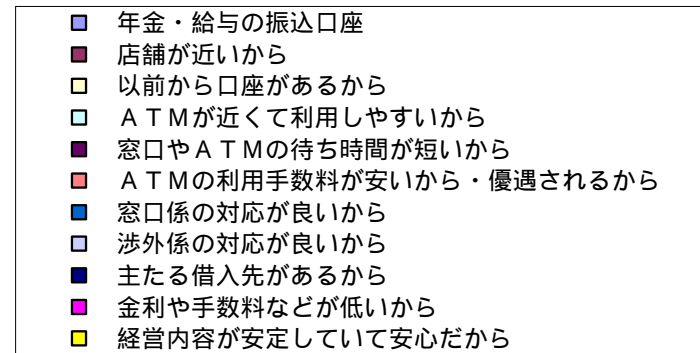 年金・給与の振込口座
店舗が近いから
以前から口座があるから
ＡＴＭが近くて利用しやすいから
窓口やＡＴＭの待ち時間が短いから
ＡＴＭの利用手数料が安いから・優遇されるから
窓口係の対応が良いから
渉外係の対応が良いから
主たる借入先があるから
金利や手数料などが低いから
経営内容が安定していて安心だから